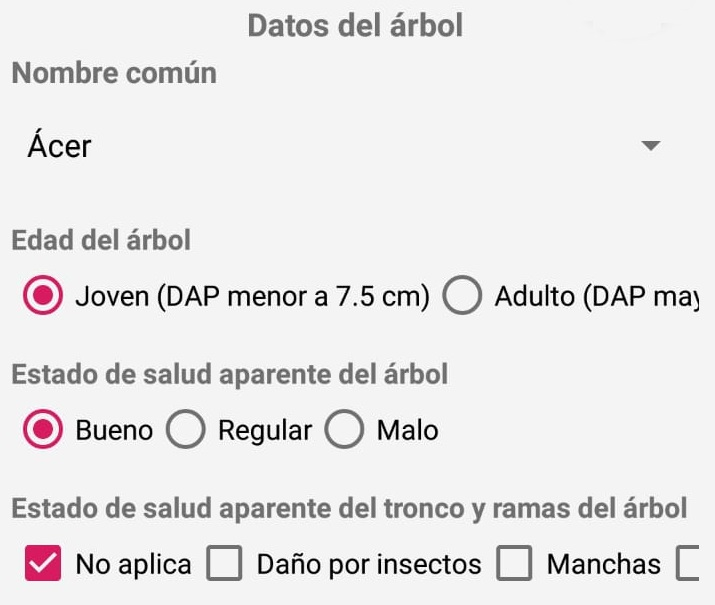 Datos del árbol
Nombre común
Ácer
Edad del árbol
Joven (DAP menor a 7.5 cm) Adulto (DAP may
Estado de salud aparente del árbol
Bueno Regular Malo
Estado de salud aparente del tronco y ramas del árbol
No aplica Daño por insectos Manchas